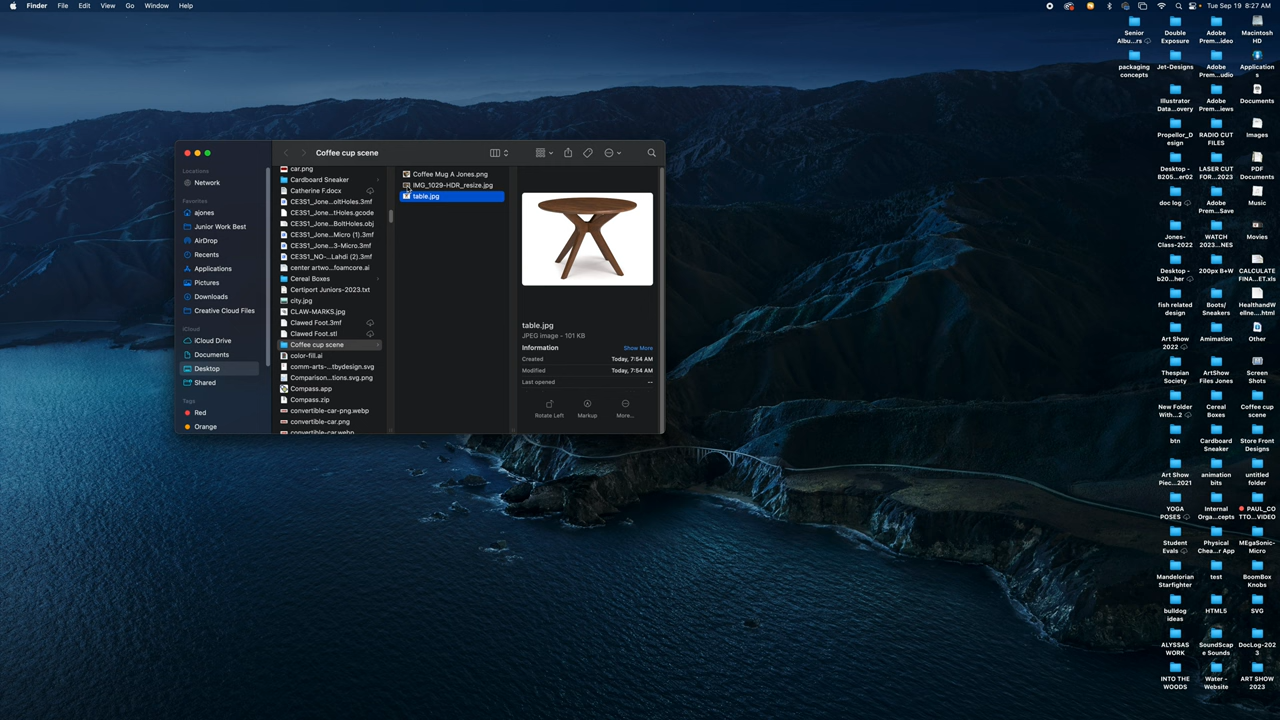 Finder File Edit View Go Window Help
Tue Sep 19 8:27 AM
Coffee cup scene
Locations
Network
Favorites
ajones
Junior Work Best
AirDrop
Recents
Applications
Pictures
Downloads
Creative Cloud Files
iCloud
iCloud Drive
Documents
Desktop
Shared
Tags
Red
Orange
car.png
Cardboard Sneaker
Catherine F.docx
CE3S1_Jone...oltHoles.3mf
CE3S1_Jone...tHoles.gcode
CE3S1_Jone...BoltHoles.obj
CE3S1_Jone...Micro (1).3mf
CE3S1_Jone...3-Micro.3mf
CE3S1_NO-...Lahdi (2).3mf
center artwo...foamcore.ai
Cereal Boxes
Certiport Juniors-2023.txt
city.jpg
CLAW-MARKS.jpg
Clawed Foot.3mf
Clawed Foot.stl
Coffee cup scene
color-fill.ai
comm-arts-...tbydesign.svg
Comparison...tions.svg.png
Compass.app
Compass.zip
convertible-car-png.webp
convertible-car.png
convertible-car.webp
Coffee Mug A Jones.png
IMG_1029-HDR_resize.jpg
table.jpg
table.jpg
JPEG image - 101 KB
Information Show More
Created Today, 7:54 AM
Modified Today, 7:54 AM
Last opened --
Rotate Left Markup More...
Senior
Albu...rs
Double
Exposure
Adobe
Prem...ideo
Macintosh
HD
packaging
concepts
Jet-Designs
Adobe
Prem...udio
Application
s
Illustrator
Data...overy
Adobe
Prem...iews
Documents
Propellor_D
esign
RADIO CUT
FILES
Images
Desktop -
B205...er02
LASER CUT
FOR...2023
PDF
Documents
doc log
Adobe
Prem...Save
Music
Jones-
Class-2022
WATCH
2023...NES
Movies
Desktop -
b20...her
200px B+W
CALCULATE
FINA...ET.xls
fish related
design
Boots/
Sneakers
HealthandW
ellne....html
Art Show
2022
Amimation
Other
Thespian
Society
ArtShow
Files Jones
Screen
Shots
New Folder
With...2
Cereal
Boxes
Coffee cup
scene
btn
Cardboard
Sneaker
Store Front
Designs
Art Show
Piec...2021
animation
bits
untitled
folder
YOGA
POSES
Internal
Orga...cepts
PAUL_CO
TTO...VIDEO
Student
Evals
Physical
Chea...r App
MEgaSonic-
Micro
Mandelorian
Starfighter
test
BoomBox
Knobs
bulldog
ideas
HTML5
SVG
ALYSSAS
WORK
SoundScap
e Sounds
DocLog-202
3
INTO THE
WOODS
Water -
Website
ART SHOW
2023